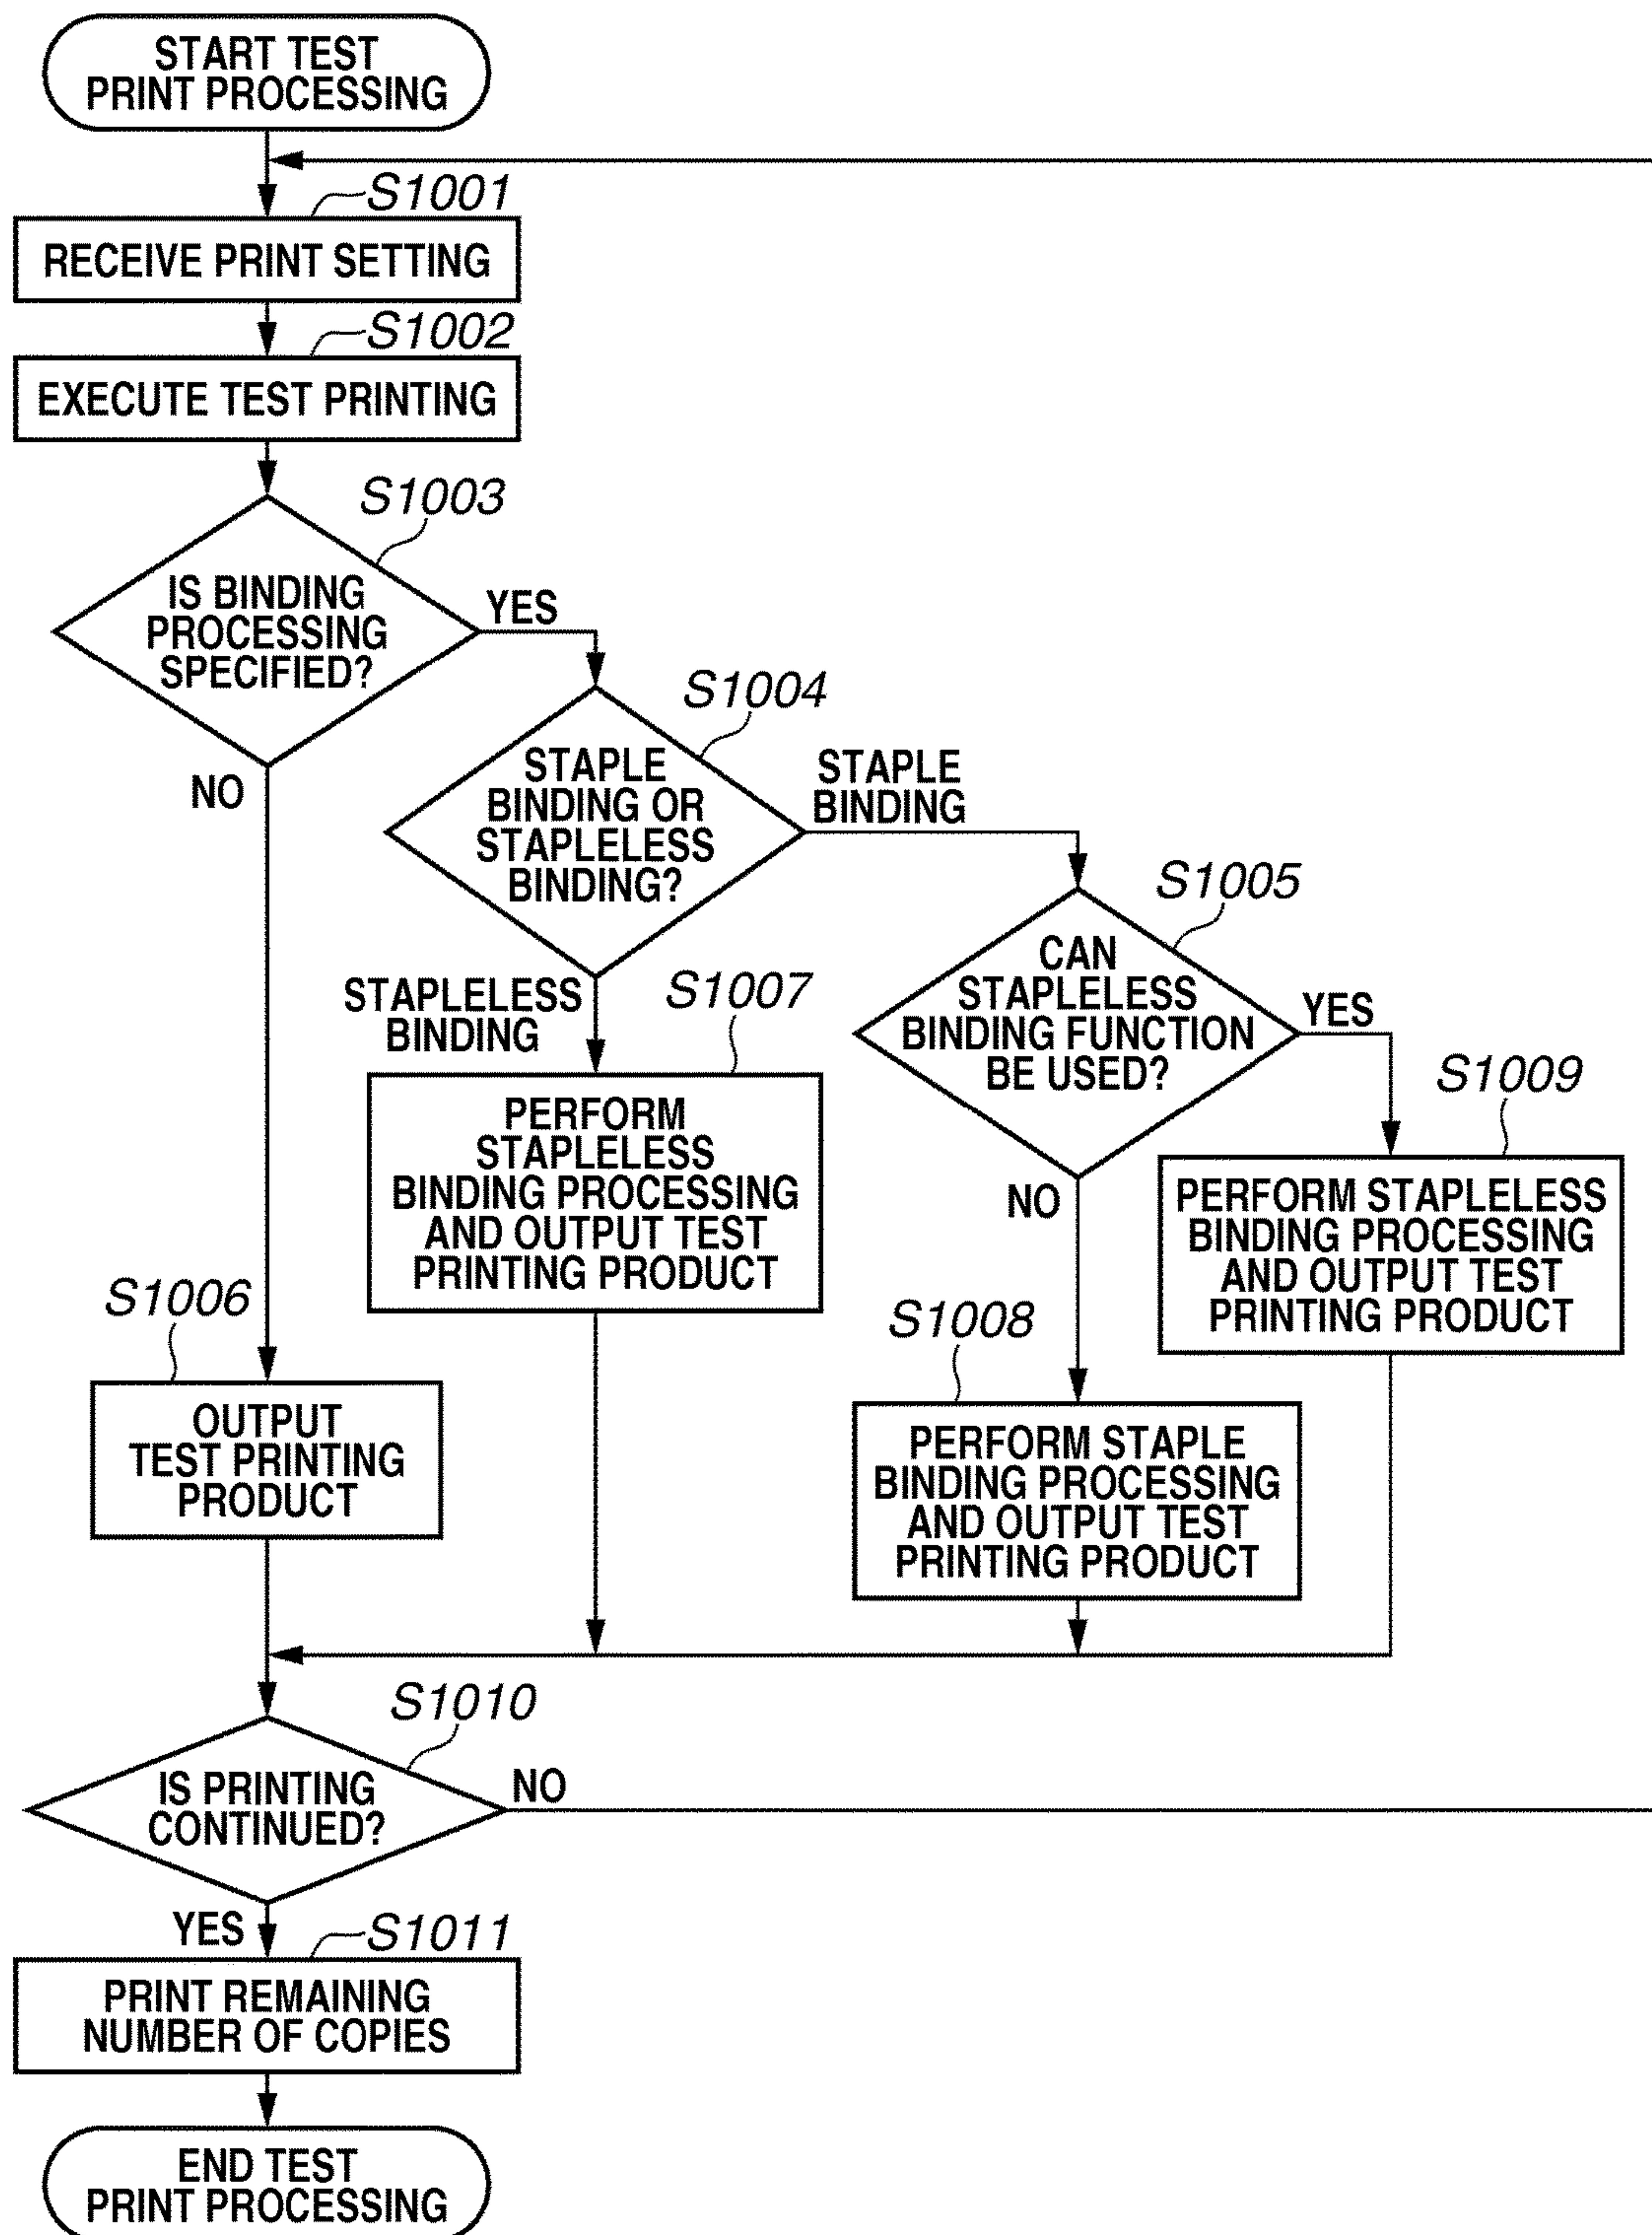 START TEST
PRINT PROCESSING
S1001
RECEIVE PRINT SETTING
S1002
EXECUTE TEST PRINTING
S1003
IS BINDING
PROCESSING
SPECIFIED?
YES
NO
S1004
STAPLE
BINDING OR
STAPLELESS
BINDING?
STAPLE
BINDING
STAPLELESS
BINDING
S1005
CAN
STAPLELESS
BINDING FUNCTION
BE USED?
YES
NO
S1007
PERFORM
STAPLELESS
BINDING PROCESSING
AND OUTPUT TEST
PRINTING PRODUCT
S1009
PERFORM STAPLELESS
BINDING PROCESSING
AND OUTPUT TEST
PRINTING PRODUCT
S1006
OUTPUT
TEST PRINTING
PRODUCT
S1008
PERFORM STAPLE
BINDING PROCESSING
AND OUTPUT TEST
PRINTING PRODUCT
S1010
IS PRINTING
CONTINUED?
NO
YES
S1011
PRINT REMAINING
NUMBER OF COPIES
END TEST
PRINT PROCESSING